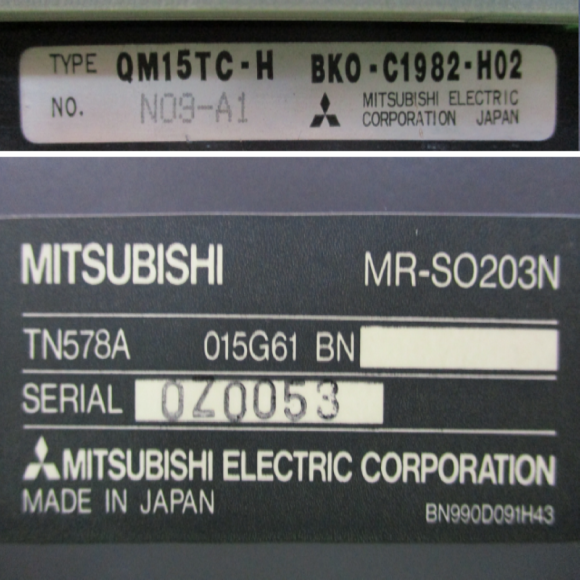 TYPE QM15TC-H BKO-C1982-H02
NO. N09-A1 MITSUBISHI ELECTRIC
CORPORATION JAPAN
MITSUBISHI MR-SO203N
TN578A 015G61 BN
SERIAL 0Z0053
MITSUBISHI ELECTRIC CORPORATION
MADE IN JAPAN BN990D091H43